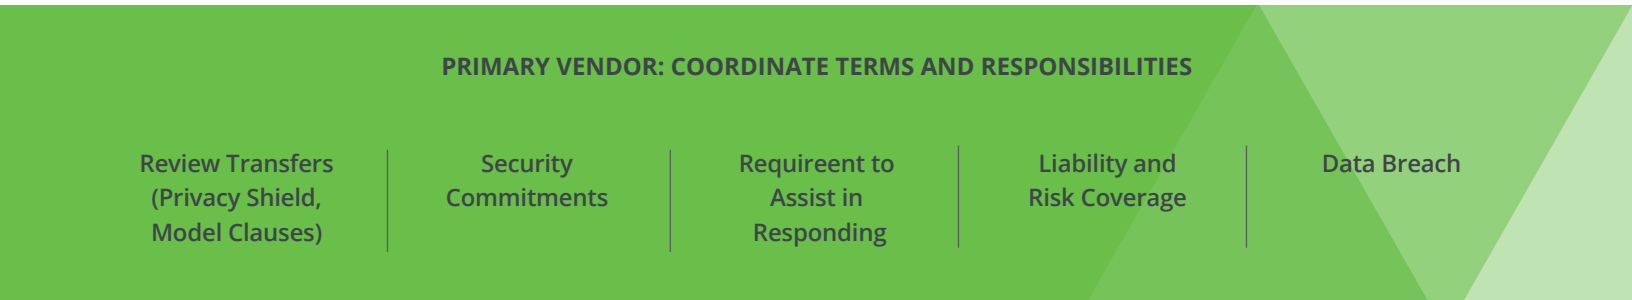 PRIMARY VENDOR: COORDINATE TERMS AND RESPONSIBILITIES
Review Transfers
(Privacy Shield,
Model Clauses)
Security
Commitments
Requireent to
Assist in
Responding
Liability and
Risk Coverage
Data Breach